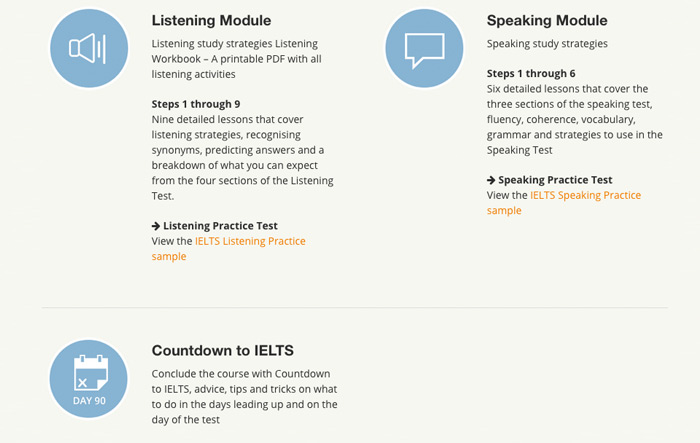 Listening Module
Listening study strategies Listening
Workbook – A printable PDF with all
listening activities
Steps 1 through 9
Nine detailed lessons that cover
listening strategies, recognising
synonyms, predicting answers and a
breakdown of what you can expect
from the four sections of the Listening
Test.
→ Listening Practice Test
View the IELTS Listening Practice
sample
Speaking Module
Speaking study strategies
Steps 1 through 6
Six detailed lessons that cover the
three sections of the speaking test,
fluency, coherence, vocabulary,
grammar and strategies to use in the
Speaking Test
→ Speaking Practice Test
View the IELTS Speaking Practice
sample
X
DAY 90
Countdown to IELTS
Conclude the course with Countdown
to IELTS, advice, tips and tricks on what
to do in the days leading up and on the
day of the test